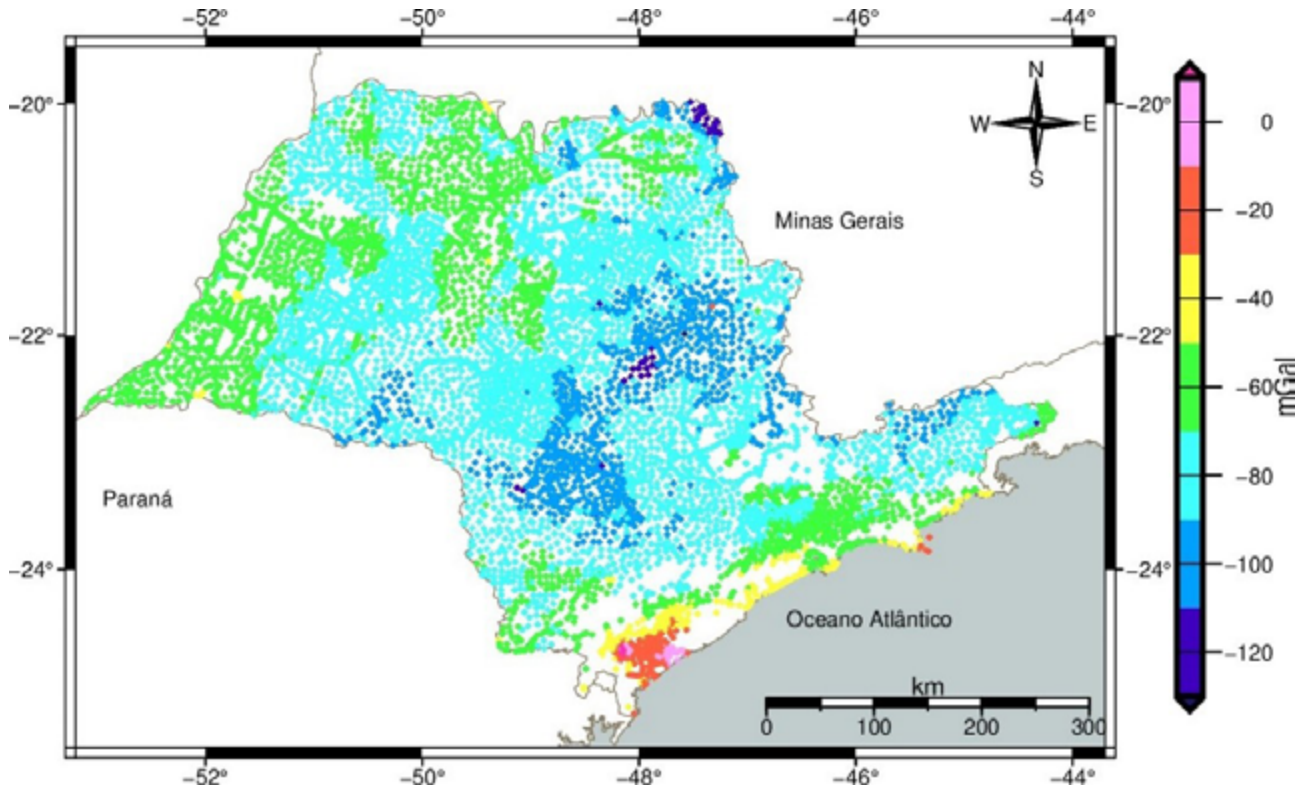 −52° −50° −48° −46° −44°
−20° −20°
N
W E
S
0
−20
Minas Gerais
−40
−22° −22°
−60
mGal
−80
Paraná
−100
−24° −24°
Oceano Atlântico
−120
km
0 100 200 300
−52° −50° −48° −46° −44°